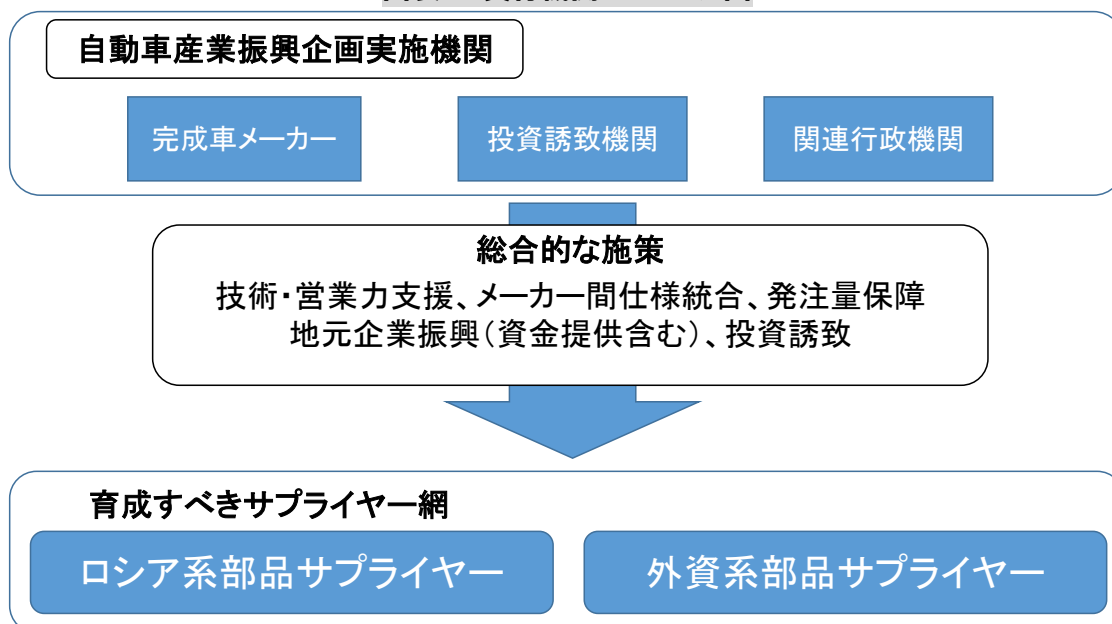 自動車産業振興企画実施機関
完成車メーカー
投資誘致機関
関連行政機関
総合的な施策
技術・営業力支援、メーカー間仕様統合、発注量保障
地元企業振興(資金提供含む)、投資誘致
育成すべきサプライヤー網
ロシア系部品サプライヤー
外資系部品サプライヤー